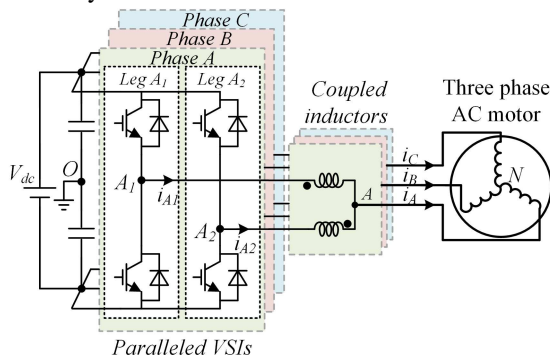 Phase C
Phase B
Phase A
Leg A1
Leg A2
Coupled
inductors
Three phase
AC motor
Vdc
O
A1
iA1
A2
iA2
A
iC
iB
iA
N
Paralleled VSIs